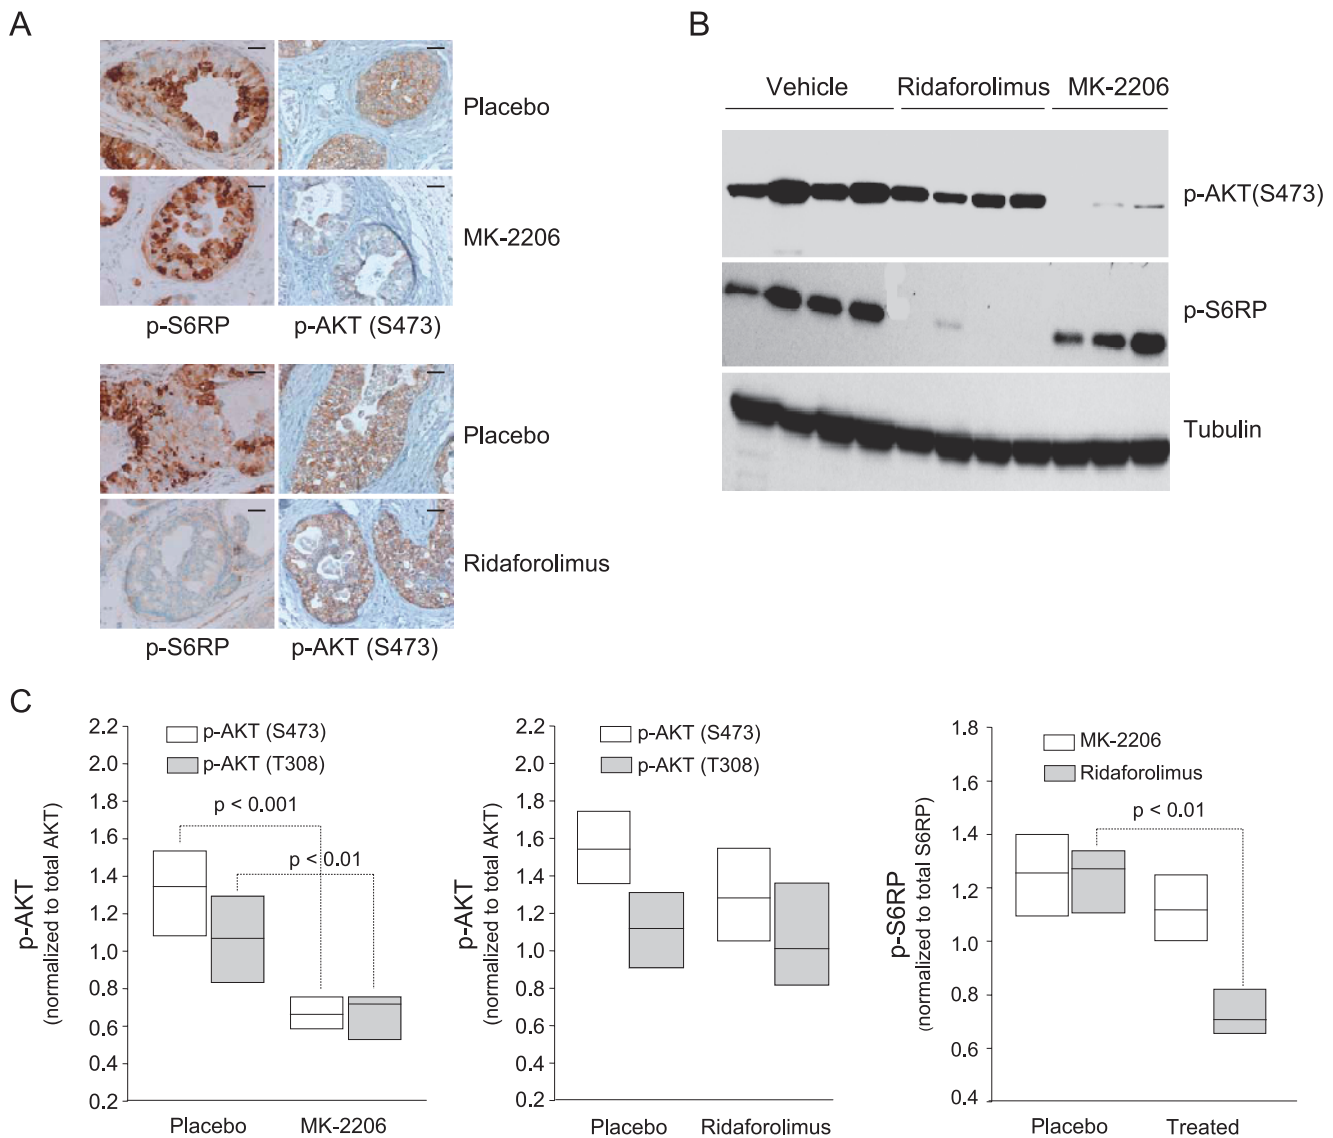 A
Placebo
MK-2206
p-S6RP p-AKT (S473)
Placebo
Ridaforolimus
p-S6RP p-AKT (S473)
B
Vehicle Ridaforolimus MK-2206
p-AKT(S473)
p-S6RP
Tubulin
C
p-AKT
(normalized to total AKT)
2.2
2.0
1.8
1.6
1.4
1.2
1.0
0.8
0.6
0.4
0.2
p-AKT (S473)
p-AKT (T308)
p < 0.001
p < 0.01
Placebo MK-2206
p-AKT
(normalized to total AKT)
2.2
2.0
1.8
1.6
1.4
1.2
1.0
0.8
0.6
0.4
0.2
p-AKT (S473)
p-AKT (T308)
Placebo Ridaforolimus
p-S6RP
(normalized to total S6RP)
1.8
1.6
1.4
1.2
1.0
0.8
0.6
0.4
MK-2206
Ridaforolimus
p < 0.01
Placebo Treated